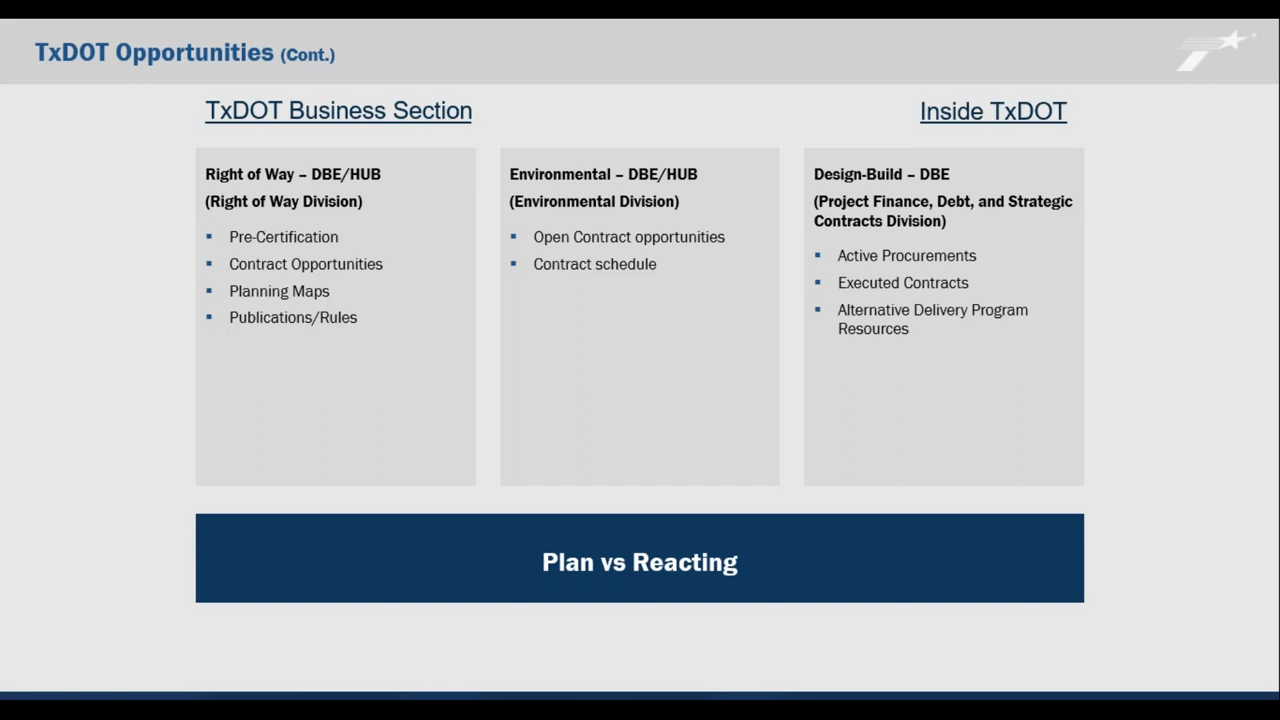 TxDOT Opportunities (Cont.)
TxDOT Business Section
Inside TxDOT
Right of Way – DBE/HUB
(Right of Way Division)
▪ Pre-Certification
▪ Contract Opportunities
▪ Planning Maps
▪ Publications/Rules
Environmental – DBE/HUB
(Environmental Division)
▪ Open Contract opportunities
▪ Contract schedule
Design-Build – DBE
(Project Finance, Debt, and Strategic
Contracts Division)
▪ Active Procurements
▪ Executed Contracts
▪ Alternative Delivery Program
Resources
Plan vs Reacting